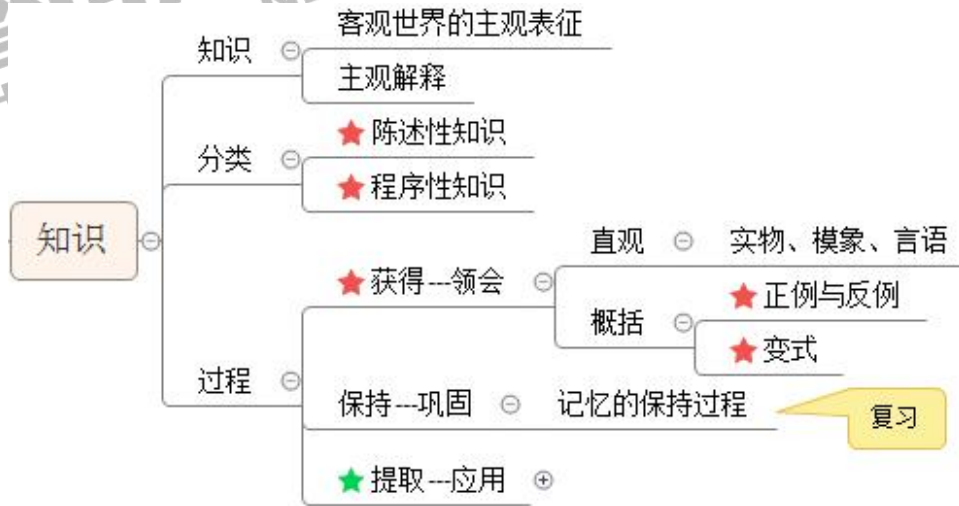 客观世界的主观表征
知识
主观解释
陈述性知识
分类
程序性知识
知识
直观
实物、模象、言语
获得---领会
正例与反例
概括
变式
过程
保持---巩固
记忆的保持过程
复习
提取---应用